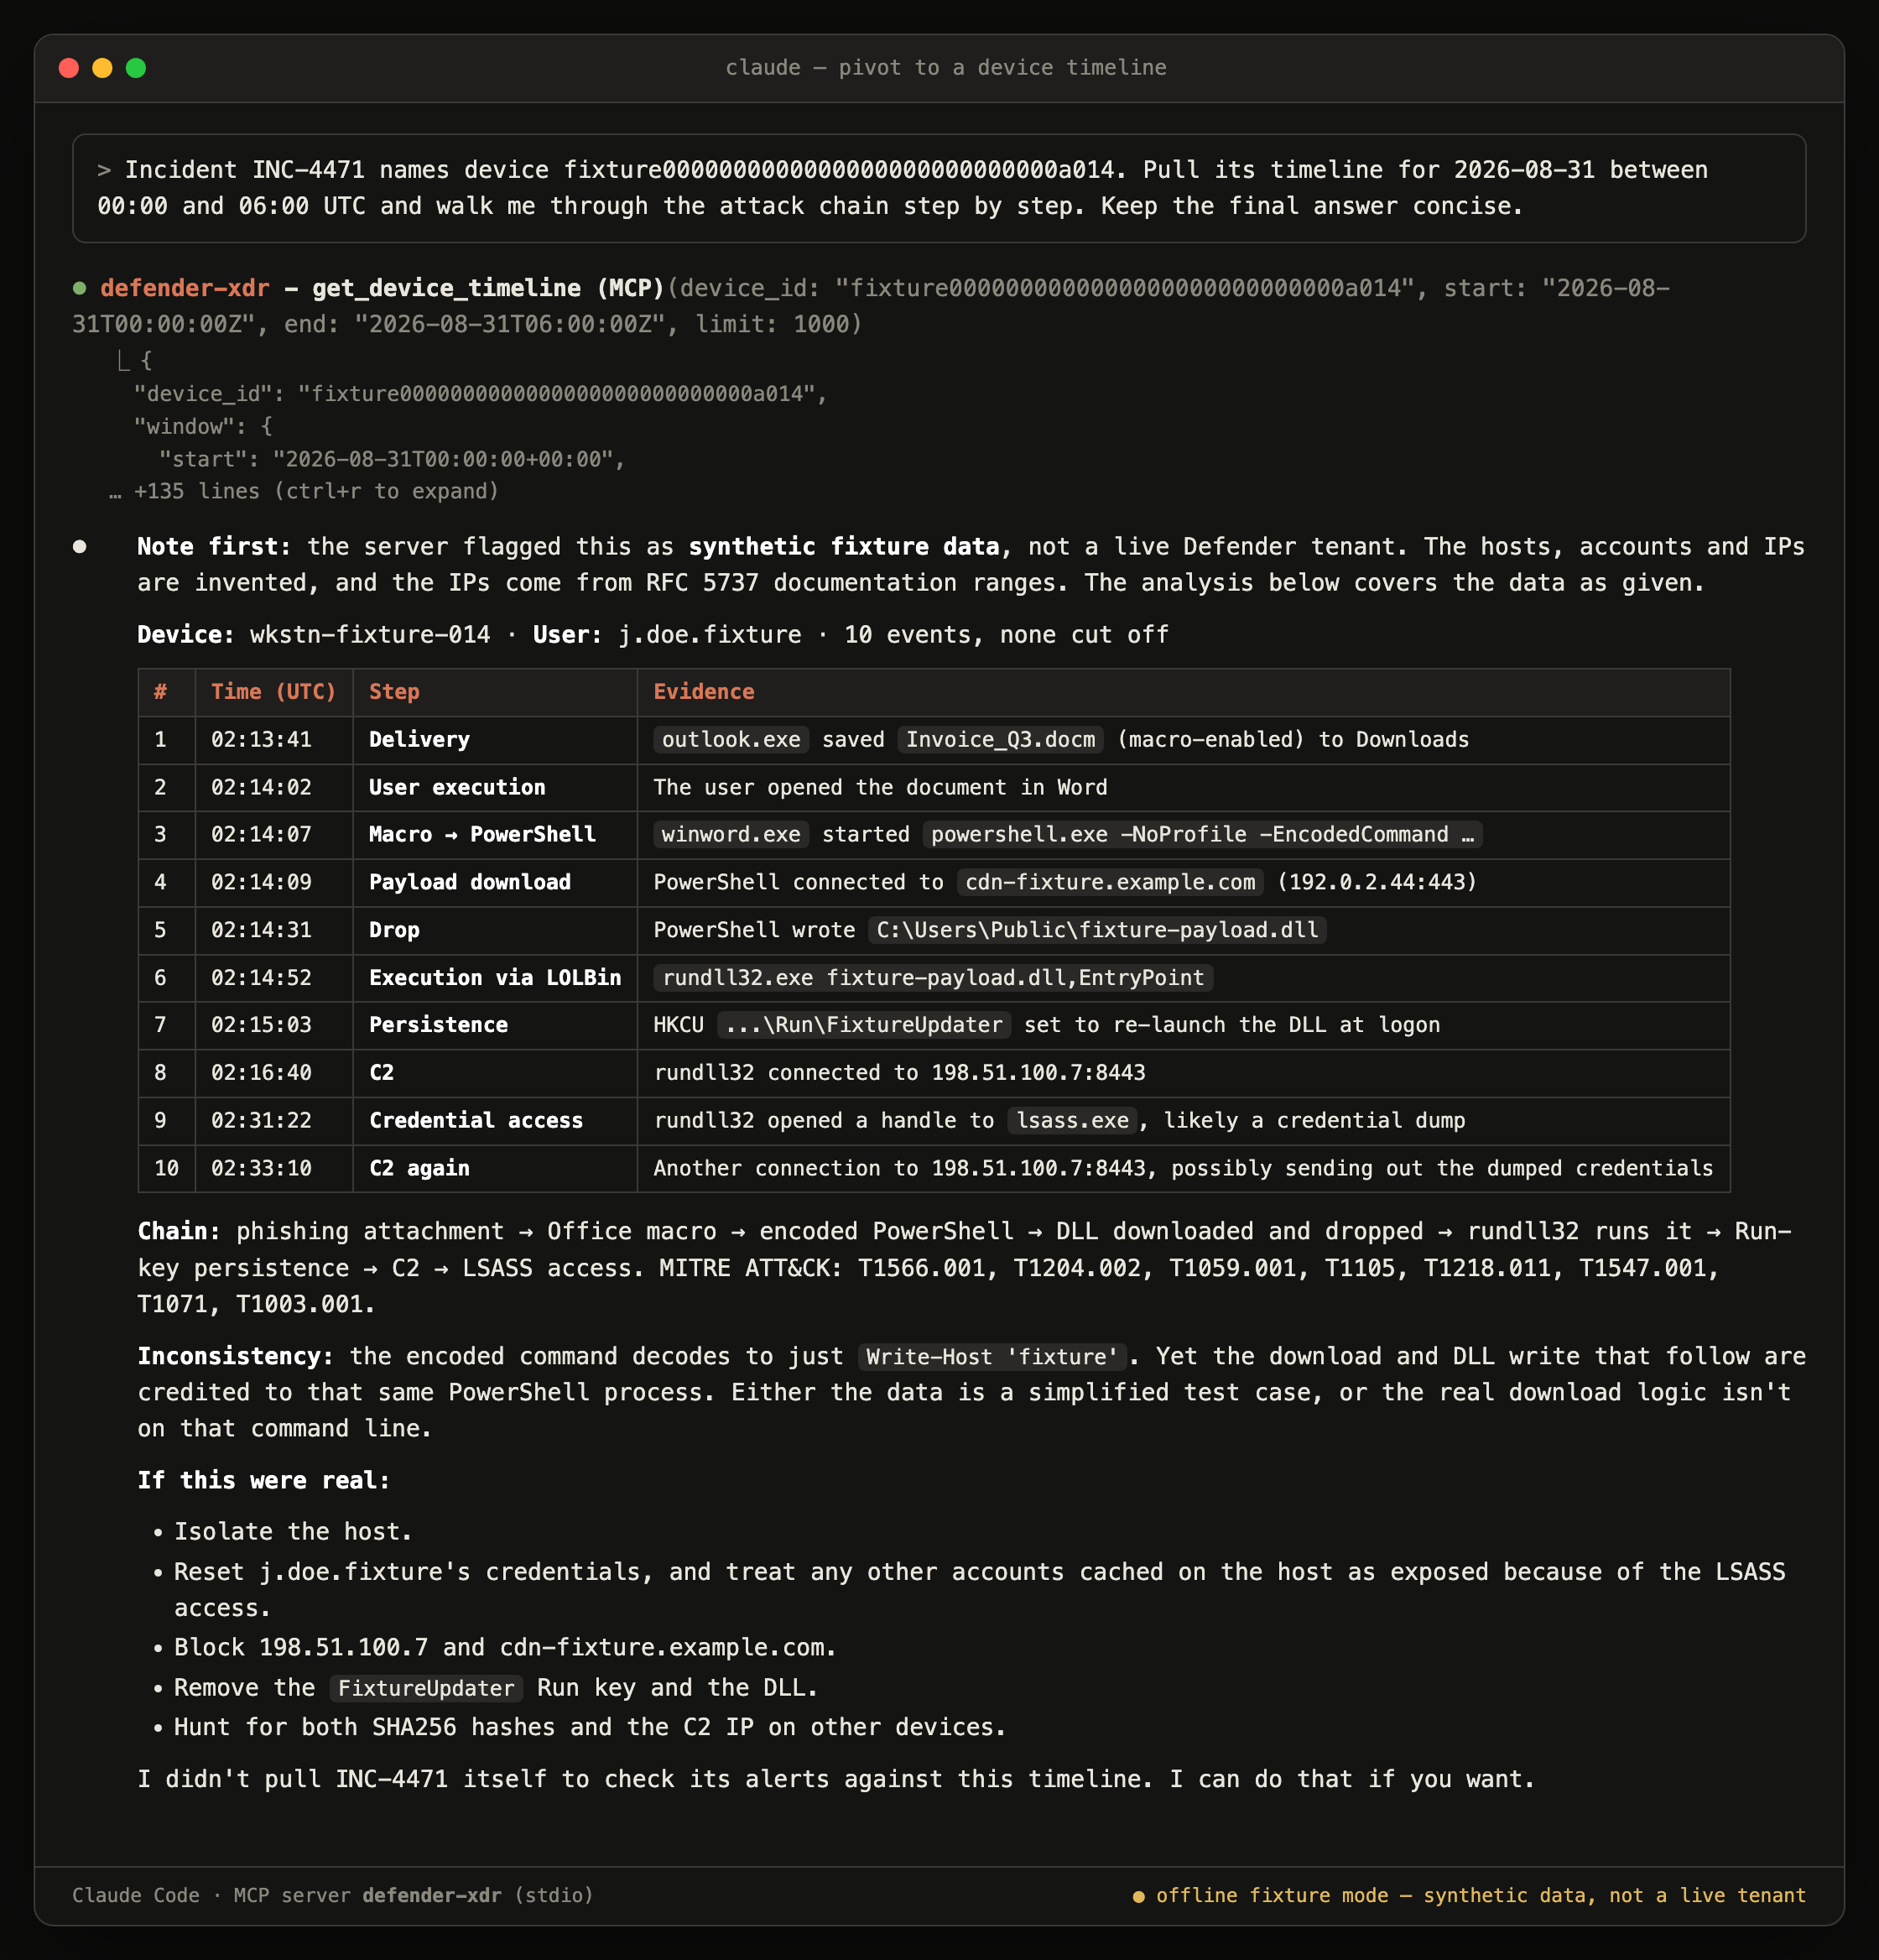 claude — pivot to a device timeline
> Incident INC-4471 names device fixture0000000000000000000000000000a014. Pull its timeline for 2026-08-31 between
00:00 and 06:00 UTC and walk me through the attack chain step by step. Keep the final answer concise.
● defender-xdr - get_device_timeline (MCP)(device_id: "fixture0000000000000000000000000000a014", start: "2026-08-
31T00:00:00Z", end: "2026-08-31T06:00:00Z", limit: 1000)
⎿ {
"device_id": "fixture0000000000000000000000000000a014",
"window": {
"start": "2026-08-31T00:00:00+00:00",
… +135 lines (ctrl+r to expand)
● Note first: the server flagged this as synthetic fixture data, not a live Defender tenant. The hosts, accounts and IPs
are invented, and the IPs come from RFC 5737 documentation ranges. The analysis below covers the data as given.
Device: wkstn-fixture-014 · User: j.doe.fixture · 10 events, none cut off
# Time (UTC) Step Evidence
1 02:13:41 Delivery outlook.exe saved Invoice_Q3.docm (macro-enabled) to Downloads
2 02:14:02 User execution The user opened the document in Word
3 02:14:07 Macro → PowerShell winword.exe started powershell.exe -NoProfile -EncodedCommand …
4 02:14:09 Payload download PowerShell connected to cdn-fixture.example.com (192.0.2.44:443)
5 02:14:31 Drop PowerShell wrote C:\Users\Public\fixture-payload.dll
6 02:14:52 Execution via LOLBin rundll32.exe fixture-payload.dll,EntryPoint
7 02:15:03 Persistence HKCU ...\Run\FixtureUpdater set to re-launch the DLL at logon
8 02:16:40 C2 rundll32 connected to 198.51.100.7:8443
9 02:31:22 Credential access rundll32 opened a handle to lsass.exe, likely a credential dump
10 02:33:10 C2 again Another connection to 198.51.100.7:8443, possibly sending out the dumped credentials
Chain: phishing attachment → Office macro → encoded PowerShell → DLL downloaded and dropped → rundll32 runs it → Run-
key persistence → C2 → LSASS access. MITRE ATT&CK: T1566.001, T1204.002, T1059.001, T1105, T1218.011, T1547.001,
T1071, T1003.001.
Inconsistency: the encoded command decodes to just Write-Host 'fixture'. Yet the download and DLL write that follow are
credited to that same PowerShell process. Either the data is a simplified test case, or the real download logic isn't
on that command line.
If this were real:
• Isolate the host.
• Reset j.doe.fixture's credentials, and treat any other accounts cached on the host as exposed because of the LSASS
access.
• Block 198.51.100.7 and cdn-fixture.example.com.
• Remove the FixtureUpdater Run key and the DLL.
• Hunt for both SHA256 hashes and the C2 IP on other devices.
I didn't pull INC-4471 itself to check its alerts against this timeline. I can do that if you want.
Claude Code · MCP server defender-xdr (stdio)
● offline fixture mode — synthetic data, not a live tenant